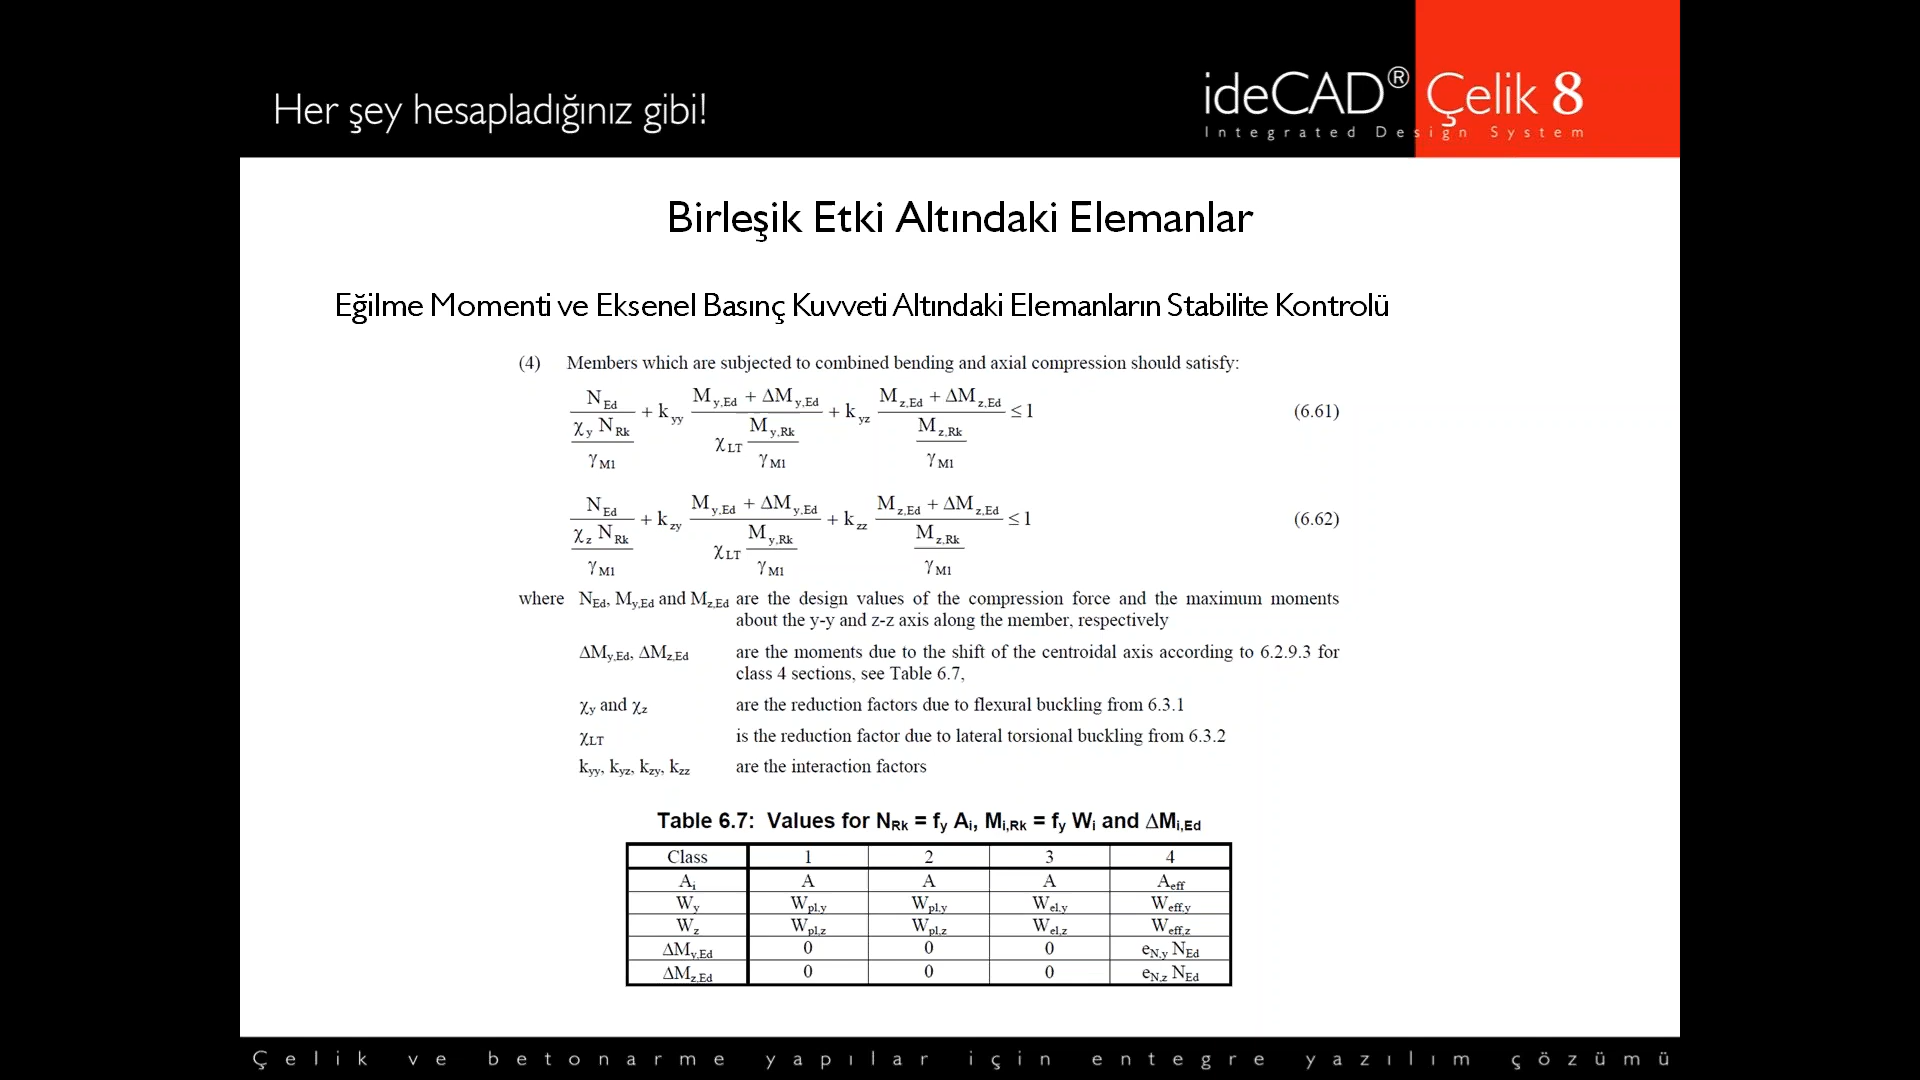 Her şey hesapladığınız gibi!
ideCAD® Çelik 8
Integrated Design System
Birleşik Etki Altındaki Elemanlar
Eğilme Momenti ve Eksenel Basınç Kuvveti Altındaki Elemanların Stabilite Kontrolü
(4) Members which are subjected to combined bending and axial compression should satisfy:
N_Ed / (χ_y N_Rk / γ_M1) + k_yy (M_y,Ed + ΔM_y,Ed) / (χ_LT M_y,Rk / γ_M1) + k_yz (M_z,Ed + ΔM_z,Ed) / (M_z,Rk / γ_M1) ≤ 1 (6.61)
N_Ed / (χ_z N_Rk / γ_M1) + k_zy (M_y,Ed + ΔM_y,Ed) / (χ_LT M_y,Rk / γ_M1) + k_zz (M_z,Ed + ΔM_z,Ed) / (M_z,Rk / γ_M1) ≤ 1 (6.62)
where N_Ed, M_y,Ed and M_z,Ed are the design values of the compression force and the maximum moments
about the y-y and z-z axis along the member, respectively
ΔM_y,Ed, ΔM_z,Ed are the moments due to the shift of the centroidal axis according to 6.2.9.3 for
class 4 sections, see Table 6.7,
χ_y and χ_z are the reduction factors due to flexural buckling from 6.3.1
χ_LT is the reduction factor due to lateral torsional buckling from 6.3.2
k_yy, k_yz, k_zy, k_zz are the interaction factors
Table 6.7: Values for N_Rk = f_y A_i, M_i,Rk = f_y W_i and ΔM_i,Ed
Class 1 2 3 4
A_i A A A A_eff
W_y W_pl,y W_pl,y W_el,y W_eff,y
W_z W_pl,z W_pl,z W_el,z W_eff,z
ΔM_y,Ed 0 0 0 e_N,y N_Ed
ΔM_z,Ed 0 0 0 e_N,z N_Ed
Çelik ve betonarme yapılar için entegre yazılım çözümü